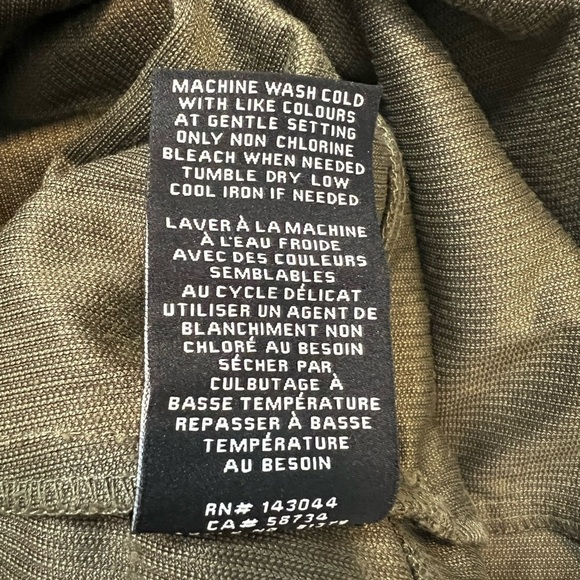 MACHINE WASH COLD
WITH LIKE COLOURS
AT GENTLE SETTING
ONLY NON CHLORINE
BLEACH WHEN NEEDED
TUMBLE DRY LOW
COOL IRON IF NEEDED
LAVER À LA MACHINE
À L'EAU FROIDE
AVEC DES COULEURS
SEMBLABLES
AU CYCLE DÉLICAT
UTILISER UN AGENT DE
BLANCHIMENT NON
CHLORÉ AU BESOIN
SÉCHER PAR
CULBUTAGE À
BASSE TEMPÉRATURE
REPASSER À BASSE
TEMPÉRATURE
AU BESOIN
RN# 143044
CA# 58734